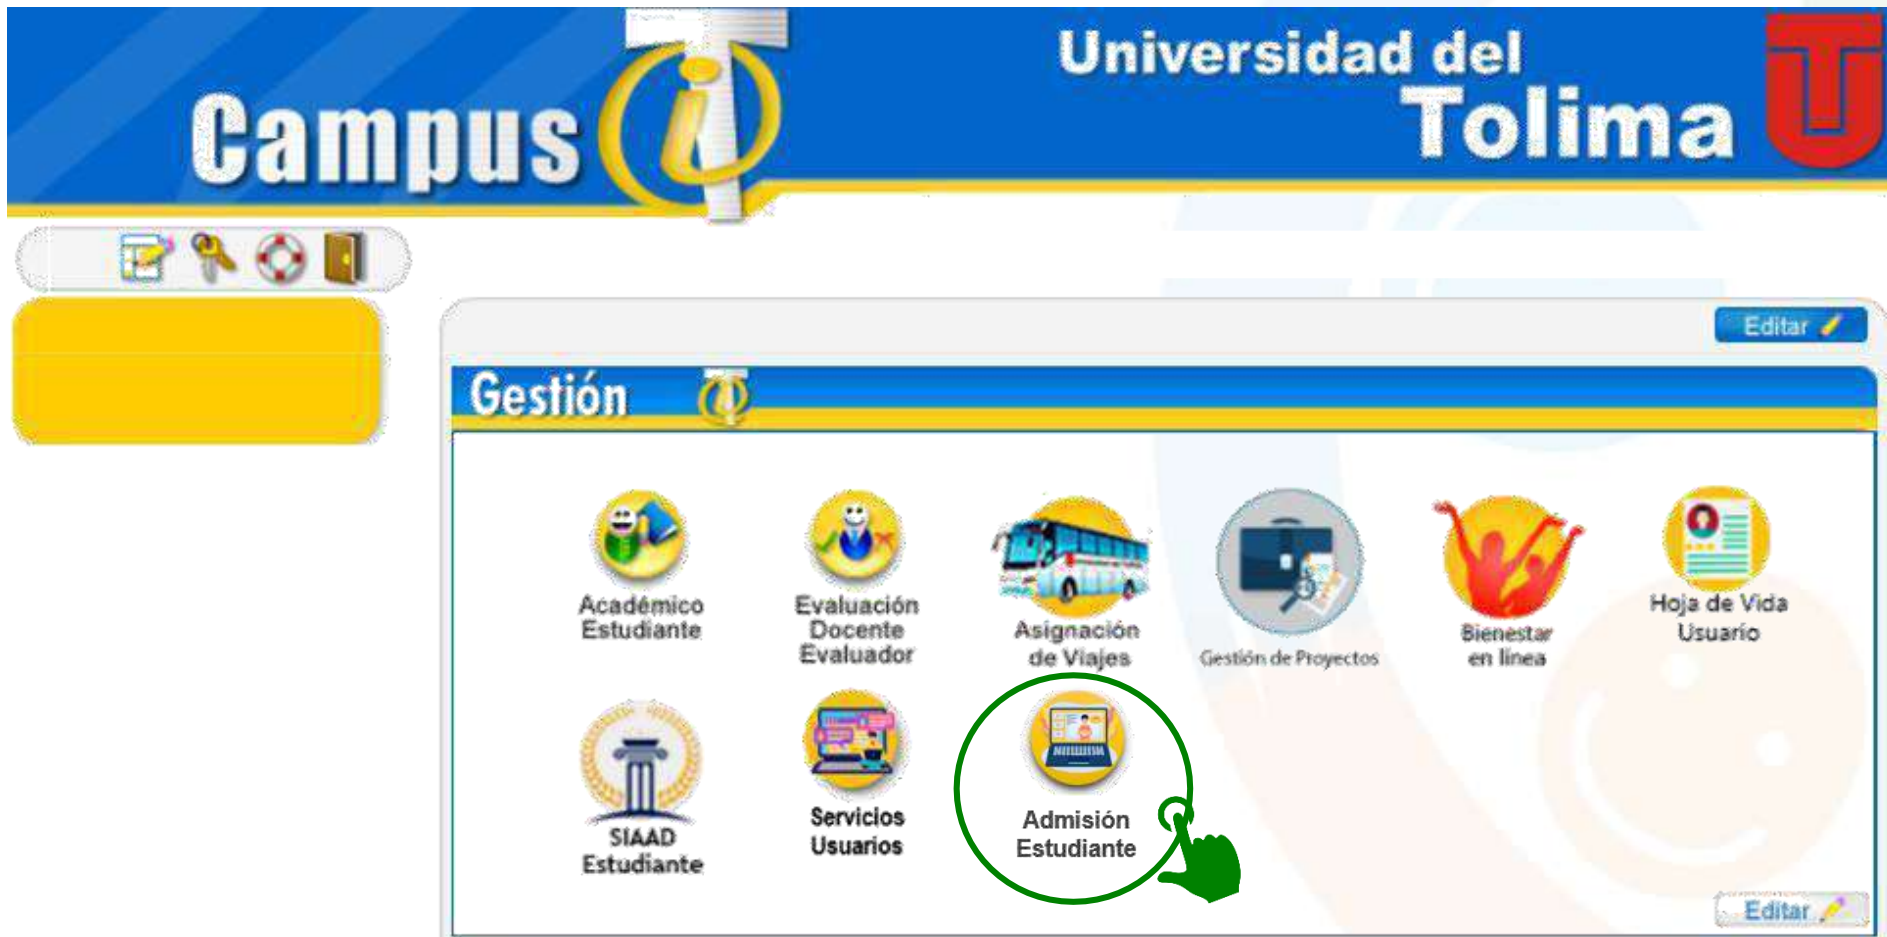 Campus
Universidad del
Tolima
Editar
Gestión
Académico
Estudiante
Evaluación
Docente
Evaluador
Asignación
de Viajes
Gestión de Proyectos
Bienestar
en línea
Hoja de Vida
Usuario
SIAAD
Estudiante
Servicios
Usuarios
Admisión
Estudiante
Editar